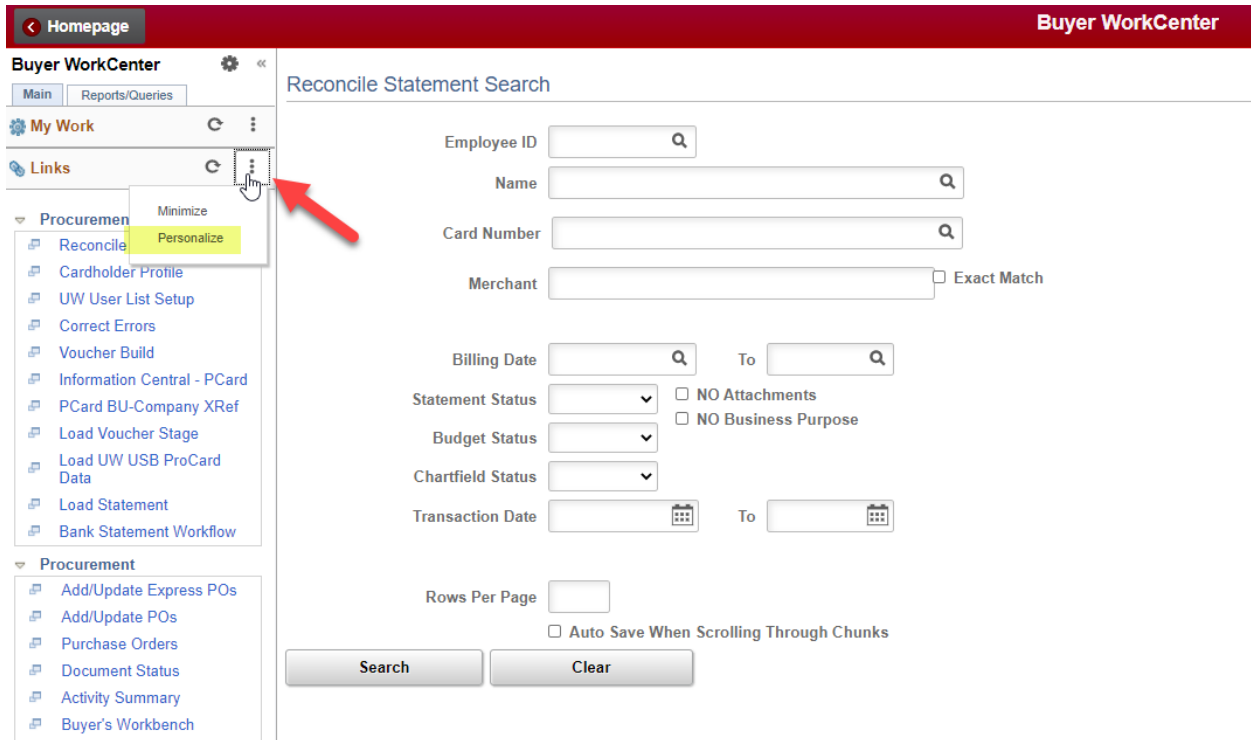 Homepage
Buyer WorkCenter
Buyer WorkCenter
Main
Reports/Queries
My Work
Links
Minimize
Personalize
Procuremen
Reconcile
Cardholder Profile
UW User List Setup
Correct Errors
Voucher Build
Information Central - PCard
PCard BU-Company XRef
Load Voucher Stage
Load UW USB ProCard
Data
Load Statement
Bank Statement Workflow
Procurement
Add/Update Express POs
Add/Update POs
Purchase Orders
Document Status
Activity Summary
Buyer's Workbench
Reconcile Statement Search
Employee ID
Name
Card Number
Merchant
Exact Match
Billing Date
To
Statement Status
NO Attachments
NO Business Purpose
Budget Status
Chartfield Status
Transaction Date
To
Rows Per Page
Auto Save When Scrolling Through Chunks
Search
Clear